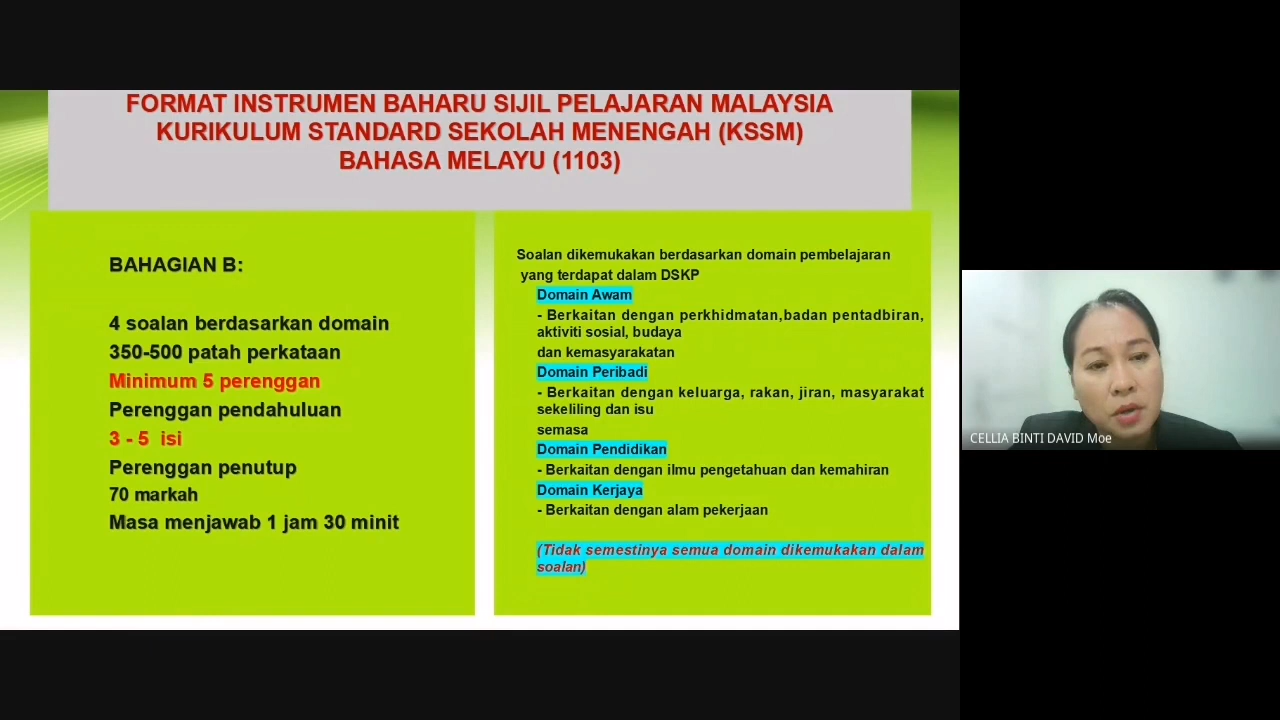 FORMAT INSTRUMEN BAHARU SIJIL PELAJARAN MALAYSIA
KURIKULUM STANDARD SEKOLAH MENENGAH (KSSM)
BAHASA MELAYU (1103)
BAHAGIAN B:
4 soalan berdasarkan domain
350-500 patah perkataan
Minimum 5 perenggan
Perenggan pendahuluan
3 - 5 isi
Perenggan penutup
70 markah
Masa menjawab 1 jam 30 minit
Soalan dikemukakan berdasarkan domain pembelajaran
yang terdapat dalam DSKP
Domain Awam
- Berkaitan dengan perkhidmatan,badan pentadbiran,
aktiviti sosial, budaya
dan kemasyarakatan
Domain Peribadi
- Berkaitan dengan keluarga, rakan, jiran, masyarakat
sekeliling dan isu
semasa
Domain Pendidikan
- Berkaitan dengan ilmu pengetahuan dan kemahiran
Domain Kerjaya
- Berkaitan dengan alam pekerjaan
(Tidak semestinya semua domain dikemukakan dalam
soalan)
CELLIA BINTI DAVID Moe